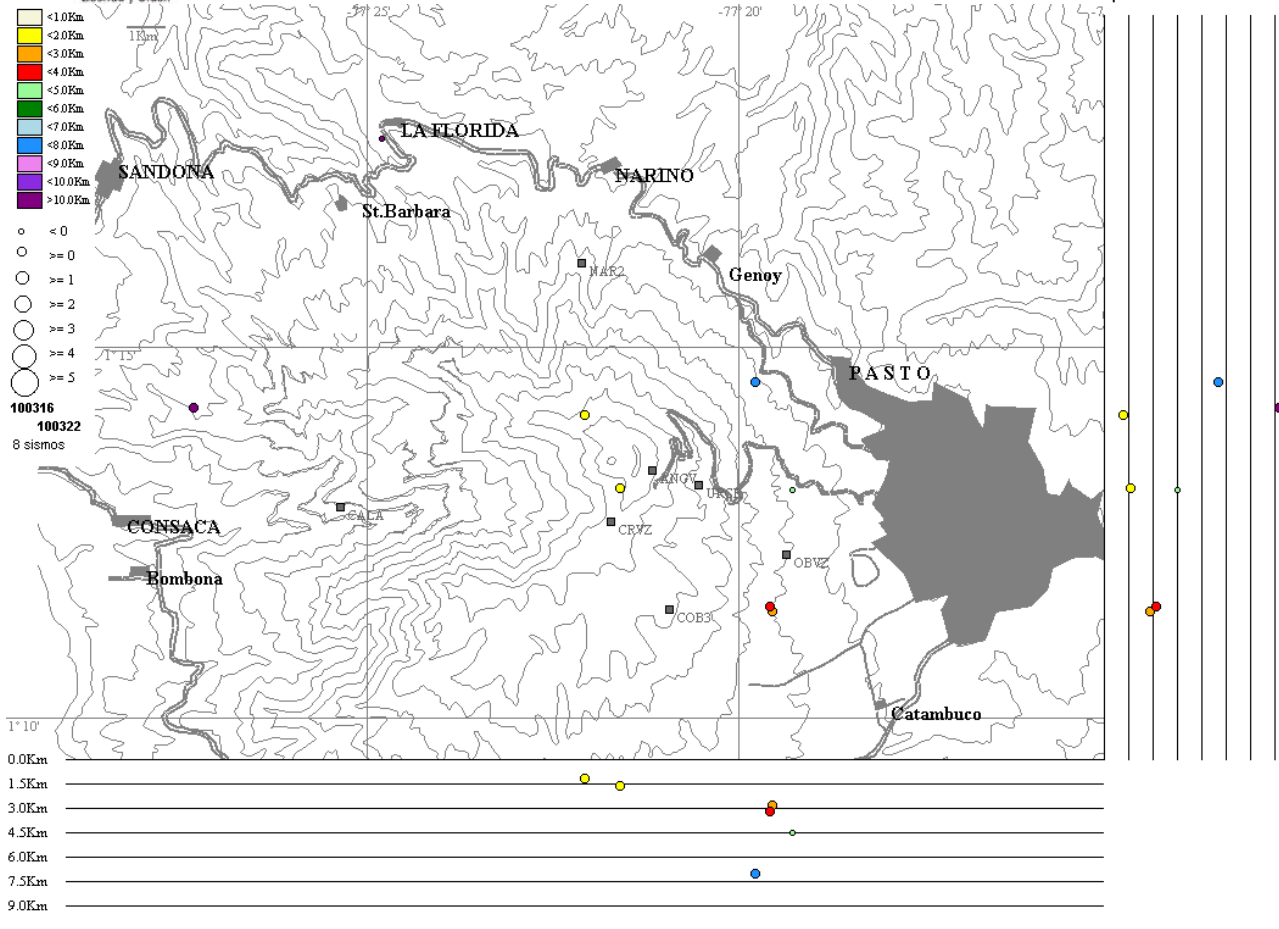 -77°25'
-77°20'
<1.0Km
<2.0Km
<3.0Km
<4.0Km
<5.0Km
<6.0Km
<7.0Km
<8.0Km
<9.0Km
<10.0Km
>10.0Km
1Km
< 0
>= 0
>= 1
>= 2
>= 3
>= 4
>= 5
100316
100322
8 sismos
LA FLORIDA
SANDONA
NARINO
St.Barbara
NAR2
Genoy
1°15'
PASTO
ANGV
CALA
CRVZ
CONSACA
OBVZ
Bombona
COB3
Catambuco
1°10'
0.0Km
1.5Km
3.0Km
4.5Km
6.0Km
7.5Km
9.0Km